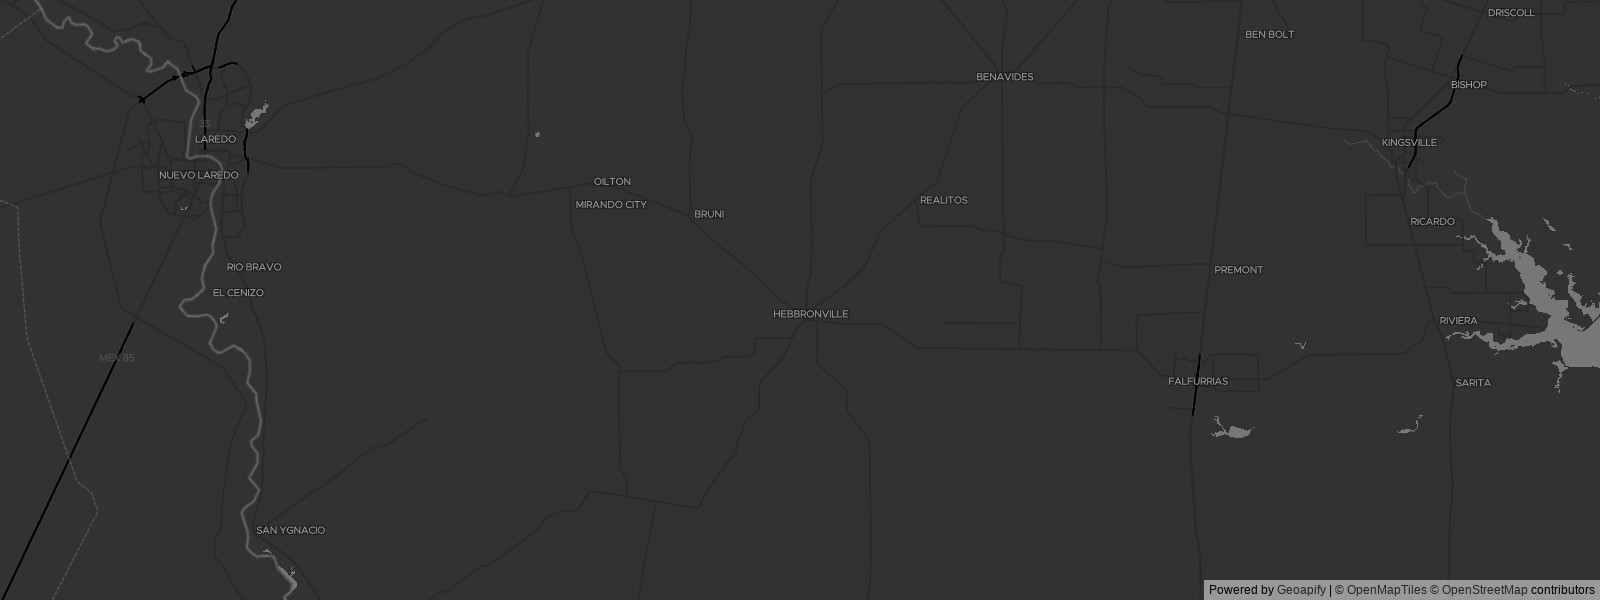 DRISCOLL
BEN BOLT
BENAVIDES
BISHOP
35
LAREDO
KINGSVILLE
NUEVO LAREDO
OILTON
MIRANDO CITY
REALITOS
BRUNI
RICARDO
RIO BRAVO
PREMONT
EL CENIZO
HEBBRONVILLE
RIVIERA
MEX 85
FALFURRIAS
SARITA
SAN YGNACIO
Powered by Geoapify | © OpenMapTiles © OpenStreetMap contributors